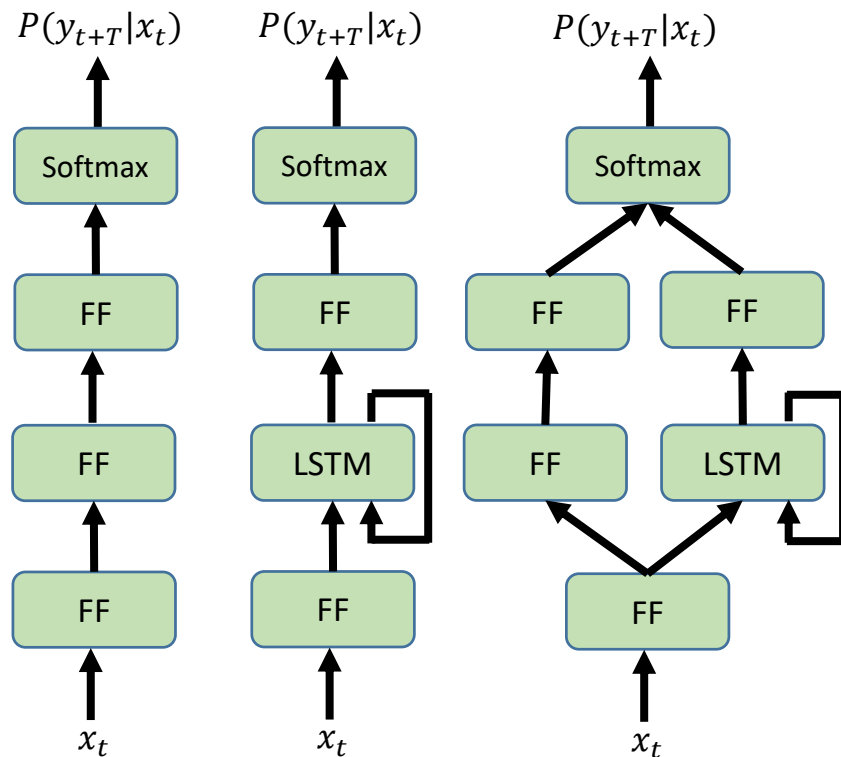 P(y_{t+T}|x_t) P(y_{t+T}|x_t) P(y_{t+T}|x_t)
Softmax Softmax Softmax
FF FF FF FF
FF LSTM FF LSTM
FF FF FF
x_t x_t x_t